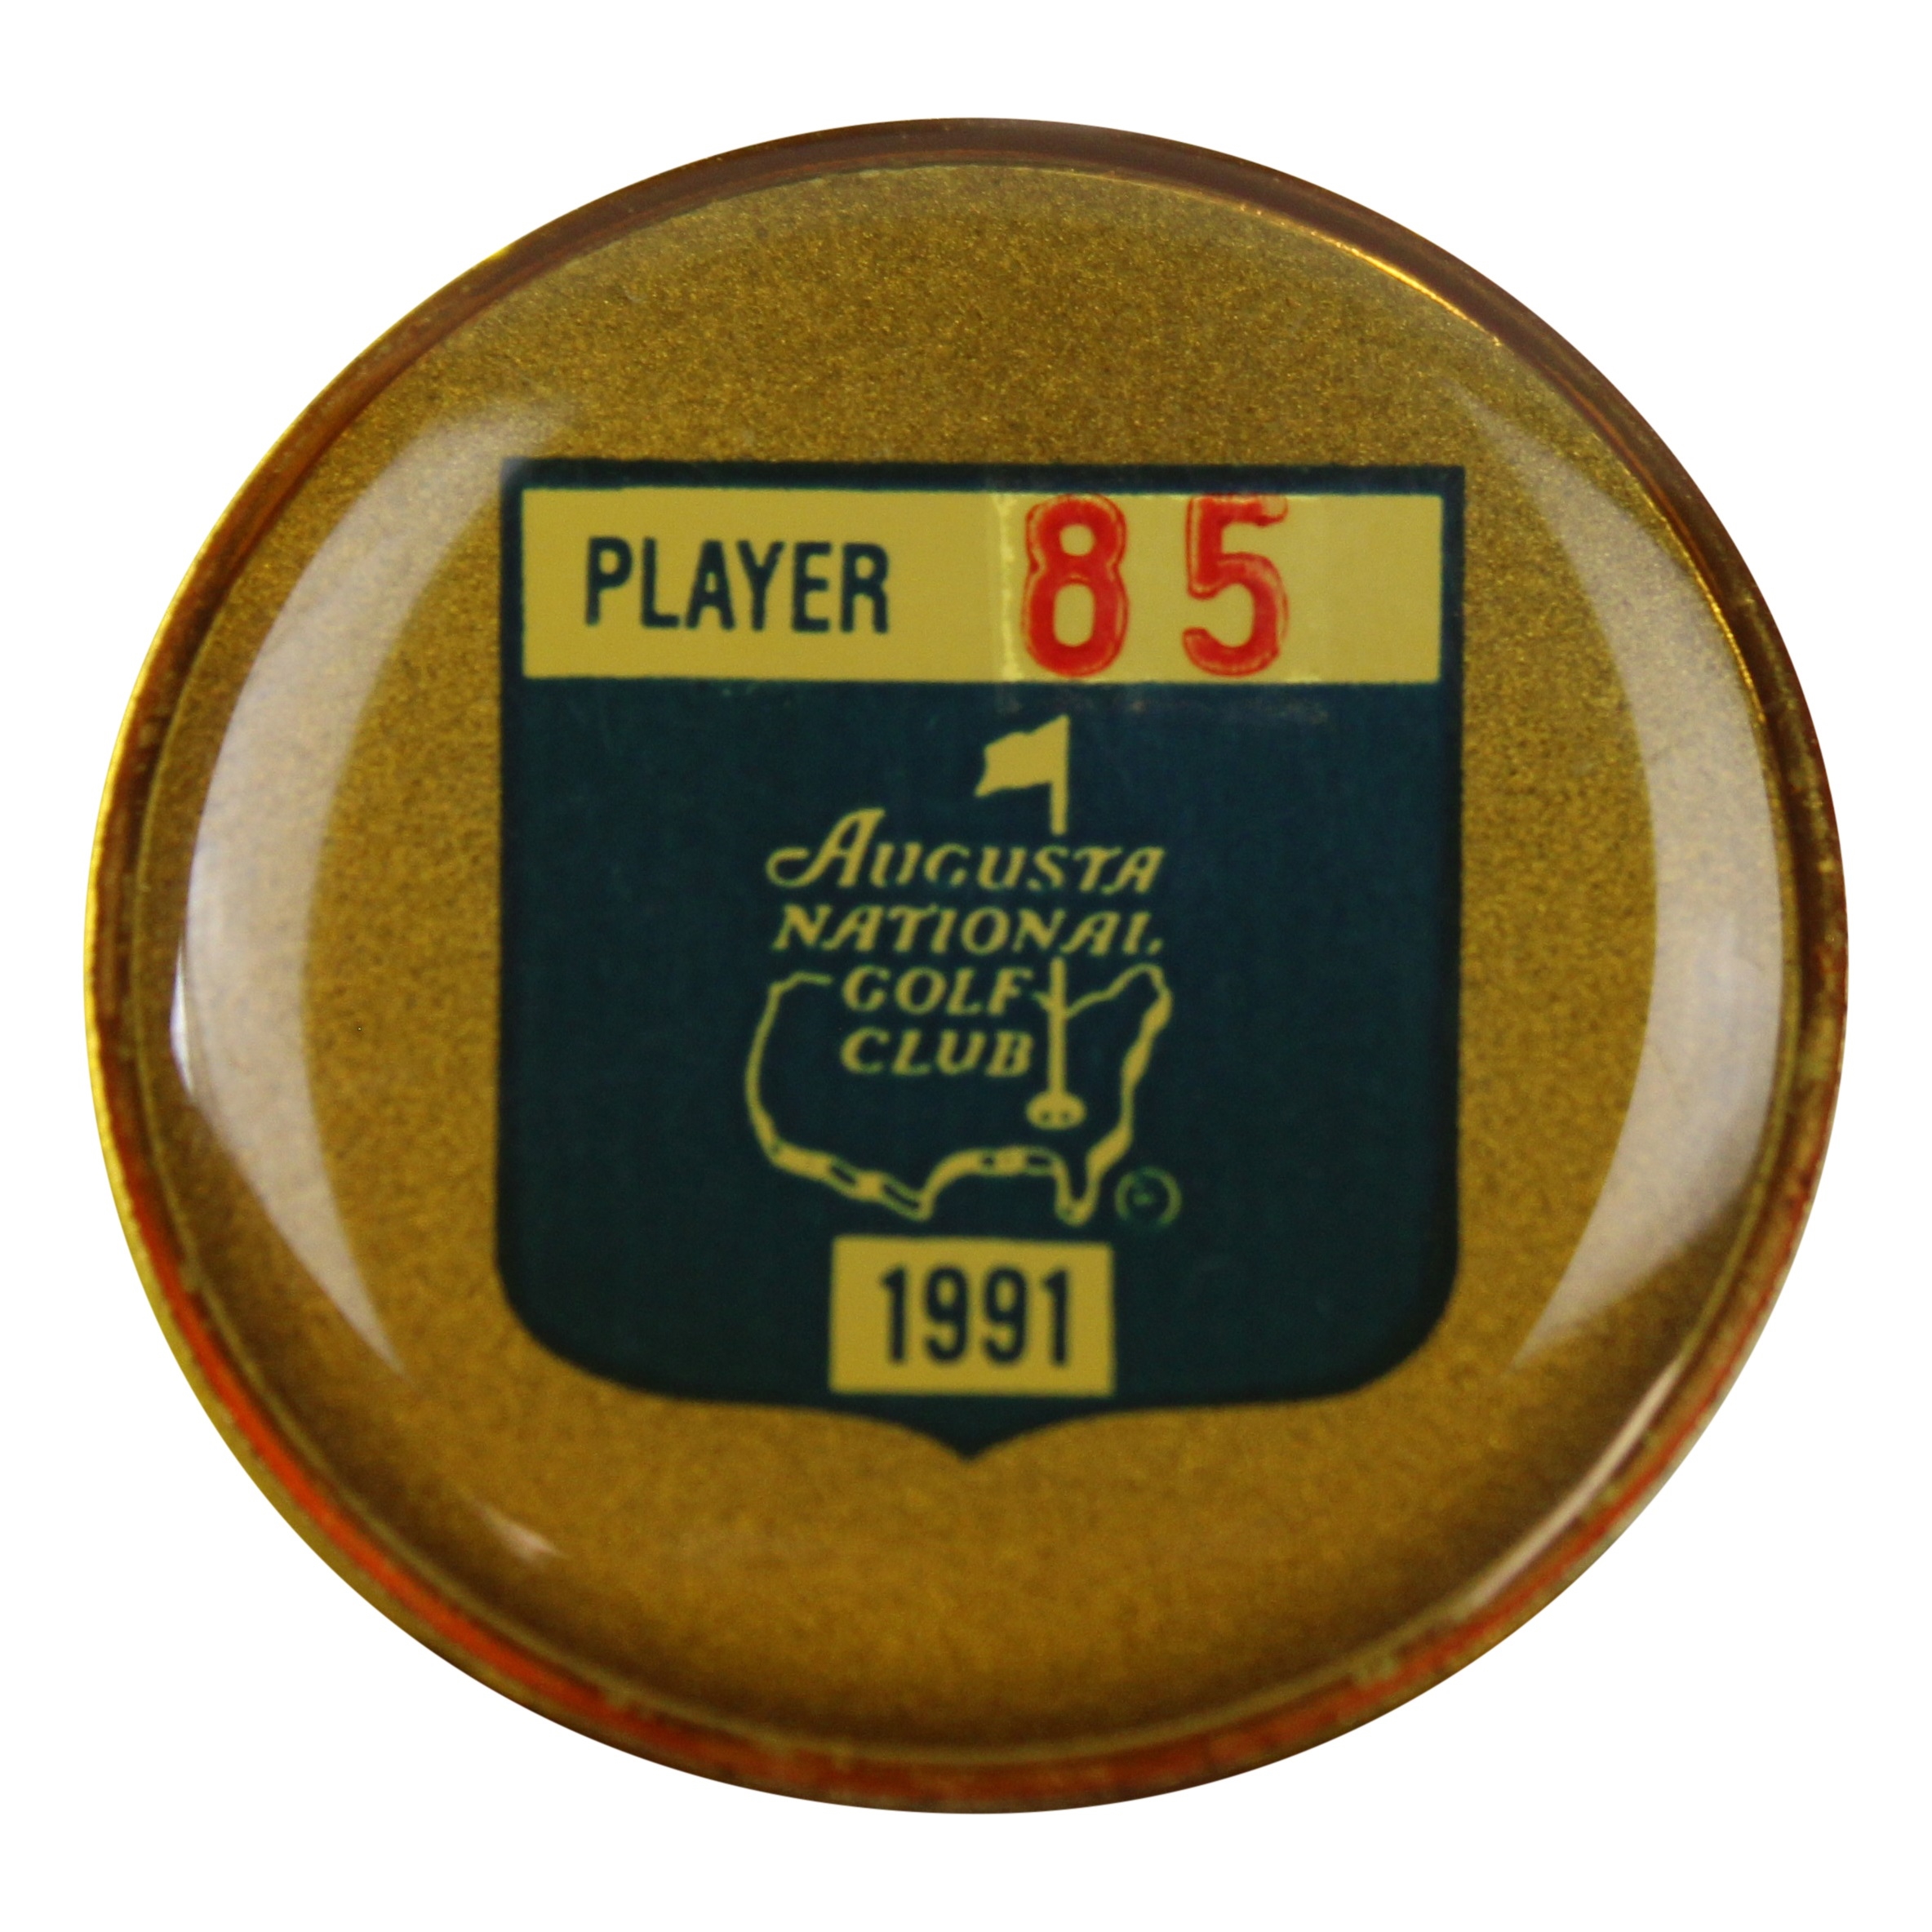 PLAYER 85
AUGUSTA
NATIONAL
GOLF
CLUB
1991